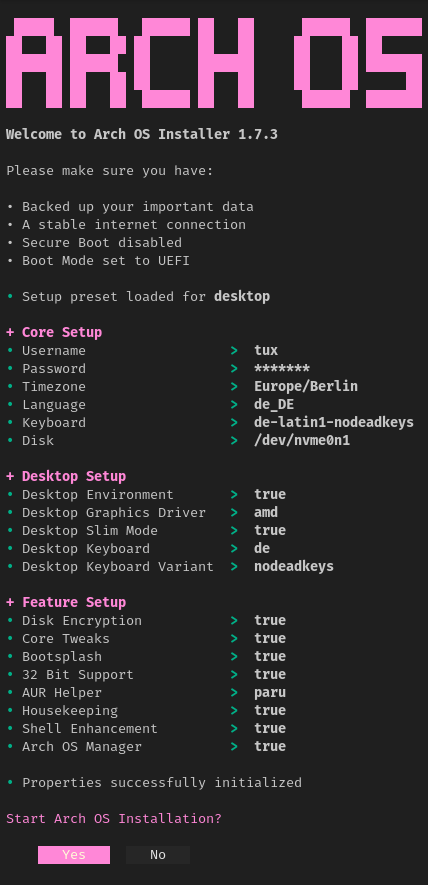 ARCH OS
Welcome to Arch OS Installer 1.7.3
Please make sure you have:
• Backed up your important data
• A stable internet connection
• Secure Boot disabled
• Boot Mode set to UEFI
• Setup preset loaded for desktop
+ Core Setup
• Username > tux
• Password > *******
• Timezone > Europe/Berlin
• Language > de_DE
• Keyboard > de-latin1-nodeadkeys
• Disk > /dev/nvme0n1
+ Desktop Setup
• Desktop Environment > true
• Desktop Graphics Driver > amd
• Desktop Slim Mode > true
• Desktop Keyboard > de
• Desktop Keyboard Variant > nodeadkeys
+ Feature Setup
• Disk Encryption > true
• Core Tweaks > true
• Bootsplash > true
• 32 Bit Support > true
• AUR Helper > paru
• Housekeeping > true
• Shell Enhancement > true
• Arch OS Manager > true
• Properties successfully initialized
Start Arch OS Installation?
Yes No